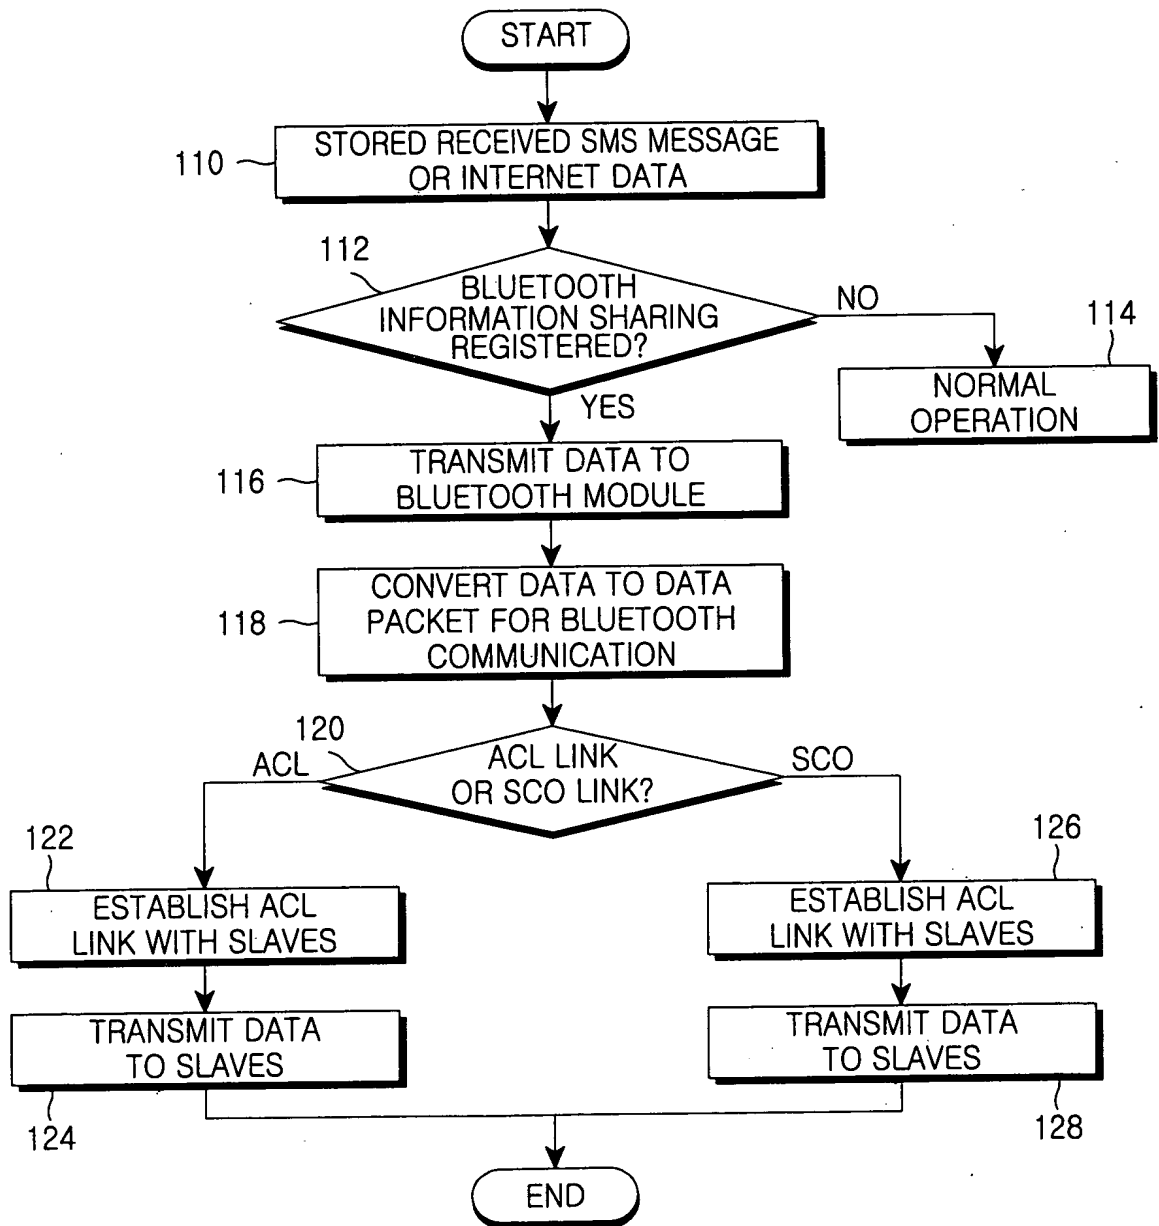 START
110
STORED RECEIVED SMS MESSAGE
OR INTERNET DATA
112
BLUETOOTH
INFORMATION SHARING
REGISTERED?
NO
114
NORMAL
OPERATION
YES
116
TRANSMIT DATA TO
BLUETOOTH MODULE
118
CONVERT DATA TO DATA
PACKET FOR BLUETOOTH
COMMUNICATION
120
ACL LINK
OR SCO LINK?
ACL
SCO
122
ESTABLISH ACL
LINK WITH SLAVES
126
ESTABLISH ACL
LINK WITH SLAVES
TRANSMIT DATA
TO SLAVES
124
TRANSMIT DATA
TO SLAVES
128
END